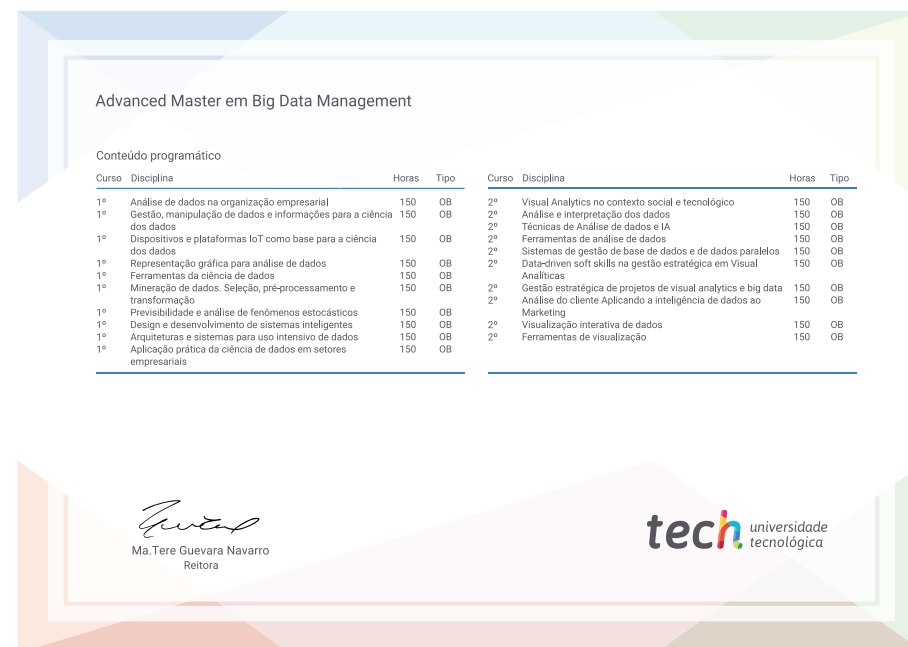 Advanced Master em Big Data Management
Conteúdo programático
Curso Disciplina Horas Tipo
1º Análise de dados na organização empresarial 150 OB
1º Gestão, manipulação de dados e informações para a ciência 150 OB
dos dados
1º Dispositivos e plataformas IoT como base para a ciência 150 OB
dos dados
1º Representação gráfica para análise de dados 150 OB
1º Ferramentas da ciência de dados 150 OB
1º Mineração de dados. Seleção, pré-processamento e 150 OB
transformação
1º Previsibilidade e análise de fenômenos estocásticos 150 OB
1º Design e desenvolvimento de sistemas inteligentes 150 OB
1º Arquiteturas e sistemas para uso intensivo de dados 150 OB
1º Aplicação prática da ciência de dados em setores 150 OB
empresariais
Curso Disciplina Horas Tipo
2º Visual Analytics no contexto social e tecnológico 150 OB
2º Análise e interpretação dos dados 150 OB
2º Técnicas de Análise de dados e IA 150 OB
2º Ferramentas de análise de dados 150 OB
2º Sistemas de gestão de base de dados e de dados paralelos 150 OB
2º Data-driven soft skills na gestão estratégica em Visual 150 OB
Analíticas
2º Gestão estratégica de projetos de visual analytics e big data 150 OB
2º Análise do cliente Aplicando a inteligência de dados ao 150 OB
Marketing
2º Visualização interativa de dados 150 OB
2º Ferramentas de visualização 150 OB
Ma.Tere Guevara Navarro
Reitora
tech universidade
tecnológica